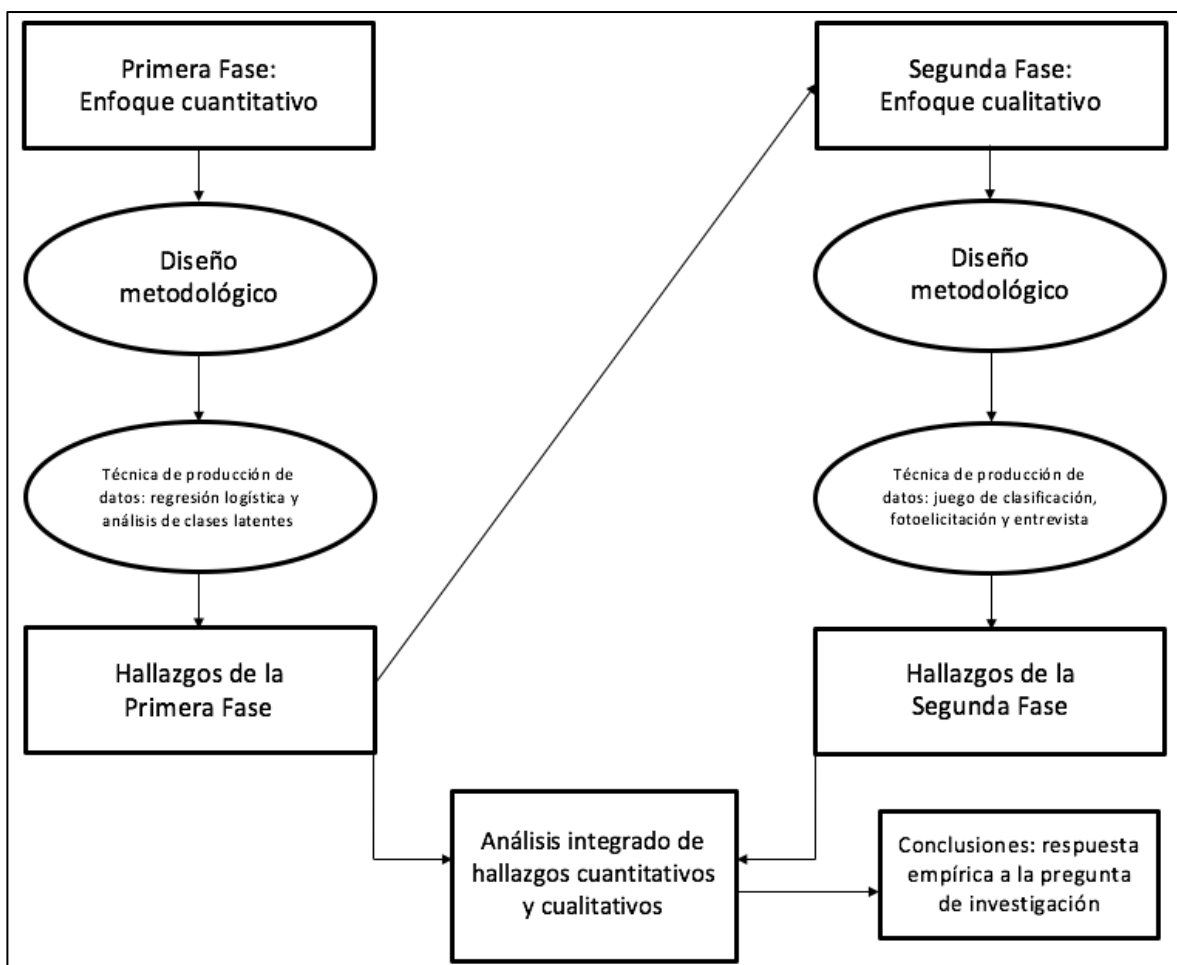 Primera Fase:
Enfoque cuantitativo
Diseño
metodológico
Técnica de producción de
datos: regresión logística y
análisis de clases latentes
Hallazgos de la
Primera Fase
Segunda Fase:
Enfoque cualitativo
Diseño
metodológico
Técnica de producción de
datos: juego de clasificación,
fotoelicitación y entrevista
Hallazgos de la
Segunda Fase
Análisis integrado de
hallazgos cuantitativos
y cualitativos
Conclusiones: respuesta
empírica a la pregunta
de investigación